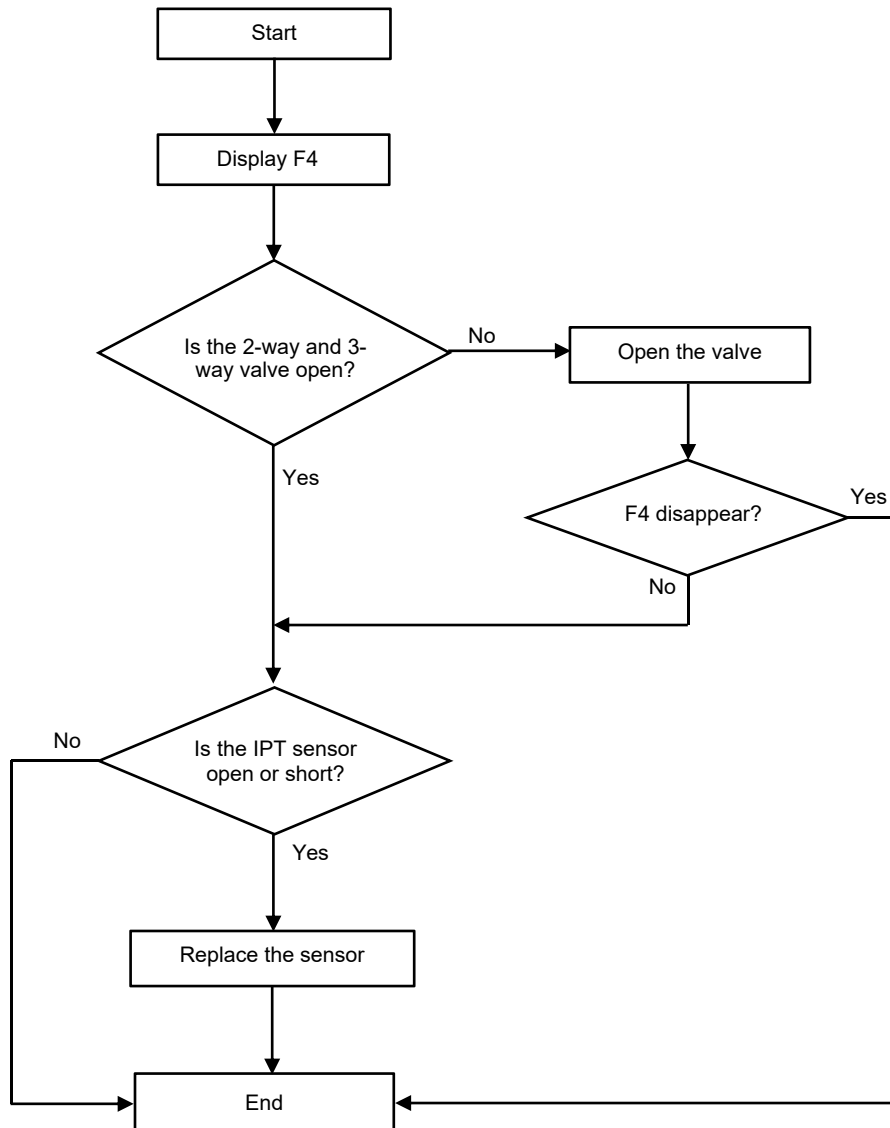 Start
Display F4
Is the 2-way and 3-
way valve open?
No
Open the valve
Yes
F4 disappear?
Yes
No
No
Is the IPT sensor
open or short?
Yes
Replace the sensor
End